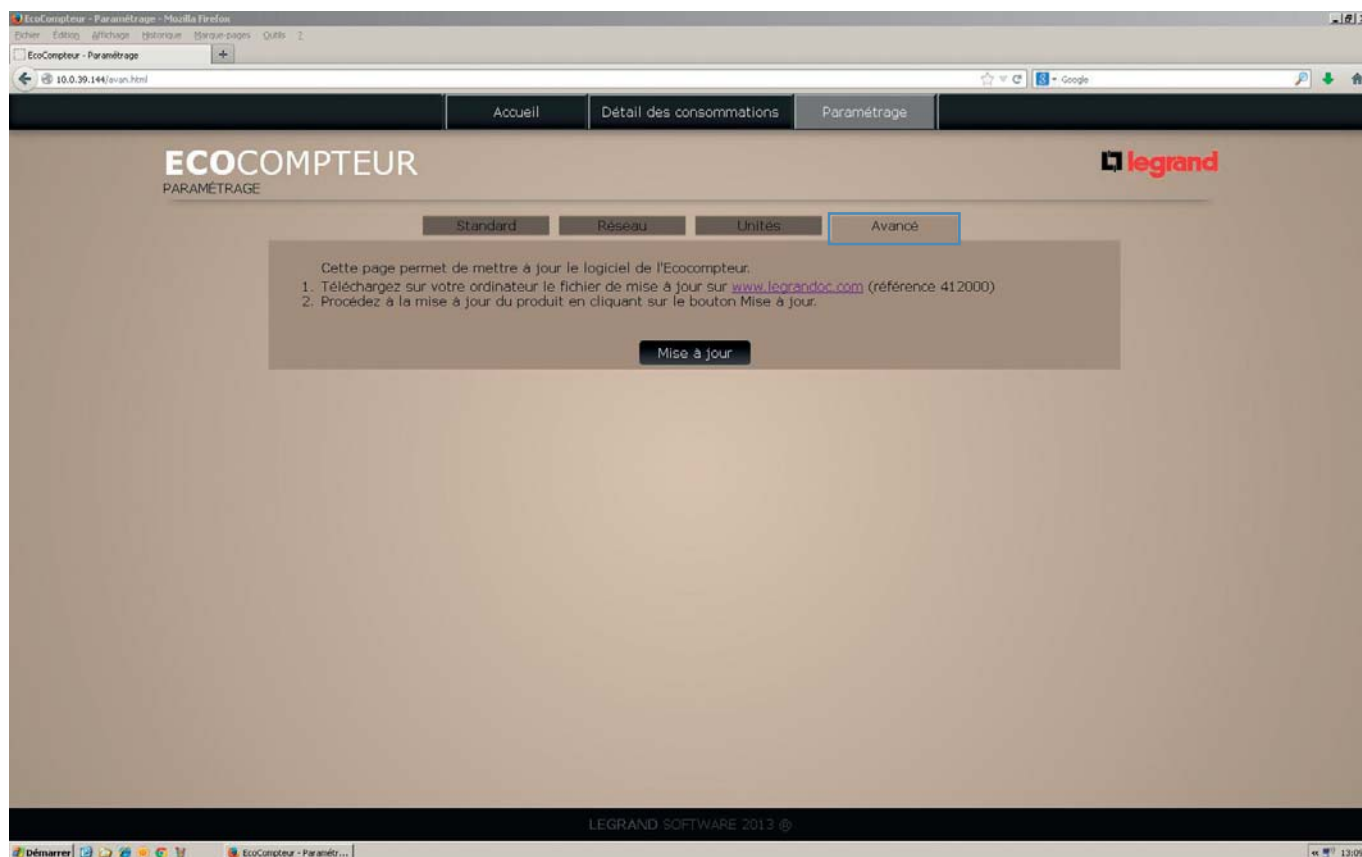 EcoCompteur - Paramétrage - Mozilla Firefox
Fichier Édition Affichage Historique Marque-pages Outils ?
EcoCompteur - Paramétrage +
10.0.39.144/avan.html Google
Accueil Détail des consommations Paramétrage
ECOCOMPTEUR legrand
PARAMÉTRAGE
Standard Réseau Unités Avancé
Cette page permet de mettre à jour le logiciel de l'Ecocompteur.
1. Téléchargez sur votre ordinateur le fichier de mise à jour sur www.legrandoc.com (référence 412000)
2. Procédez à la mise à jour du produit en cliquant sur le bouton Mise à jour.
Mise à jour
LEGRAND SOFTWARE 2013 ©
Démarrer EcoCompteur - Paramétr... 13:09